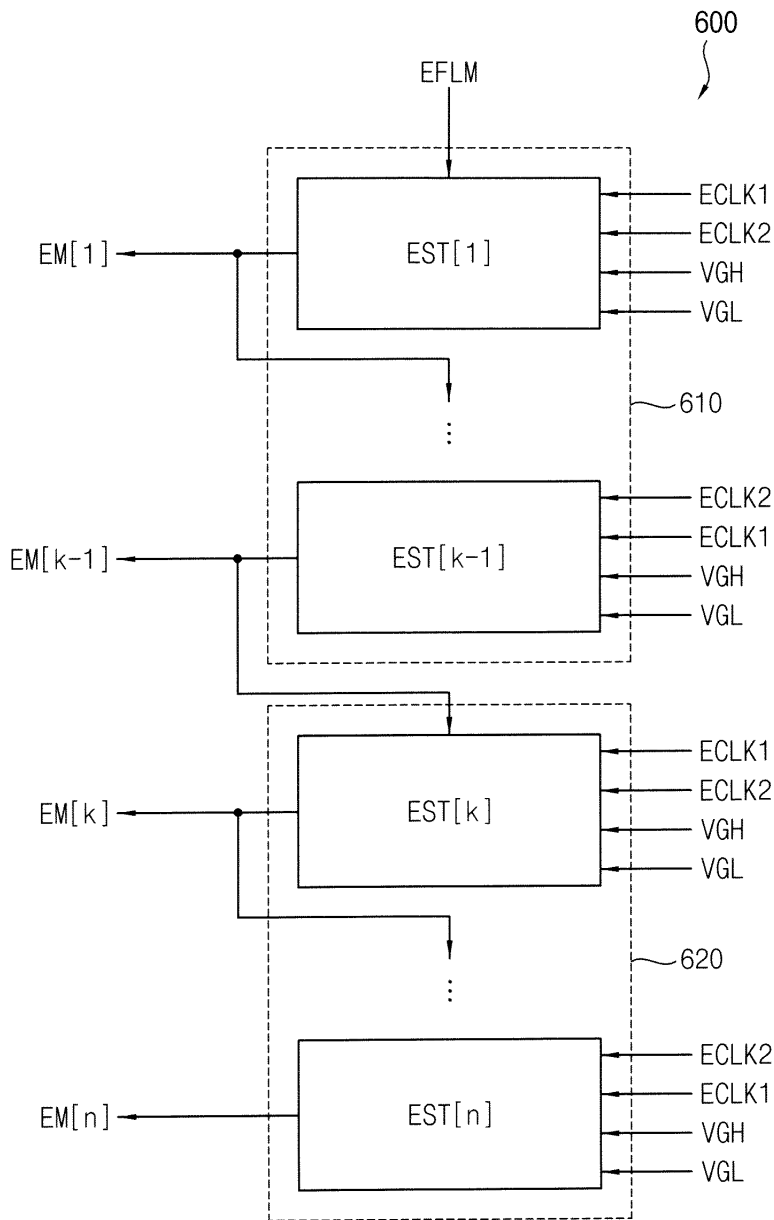 600
EFLM
ECLK1
EM[1]
EST[1]
ECLK2
VGH
VGL
...
610
ECLK2
EM[k-1]
EST[k-1]
ECLK1
VGH
VGL
ECLK1
EM[k]
EST[k]
ECLK2
VGH
VGL
...
620
ECLK2
EM[n]
EST[n]
ECLK1
VGH
VGL